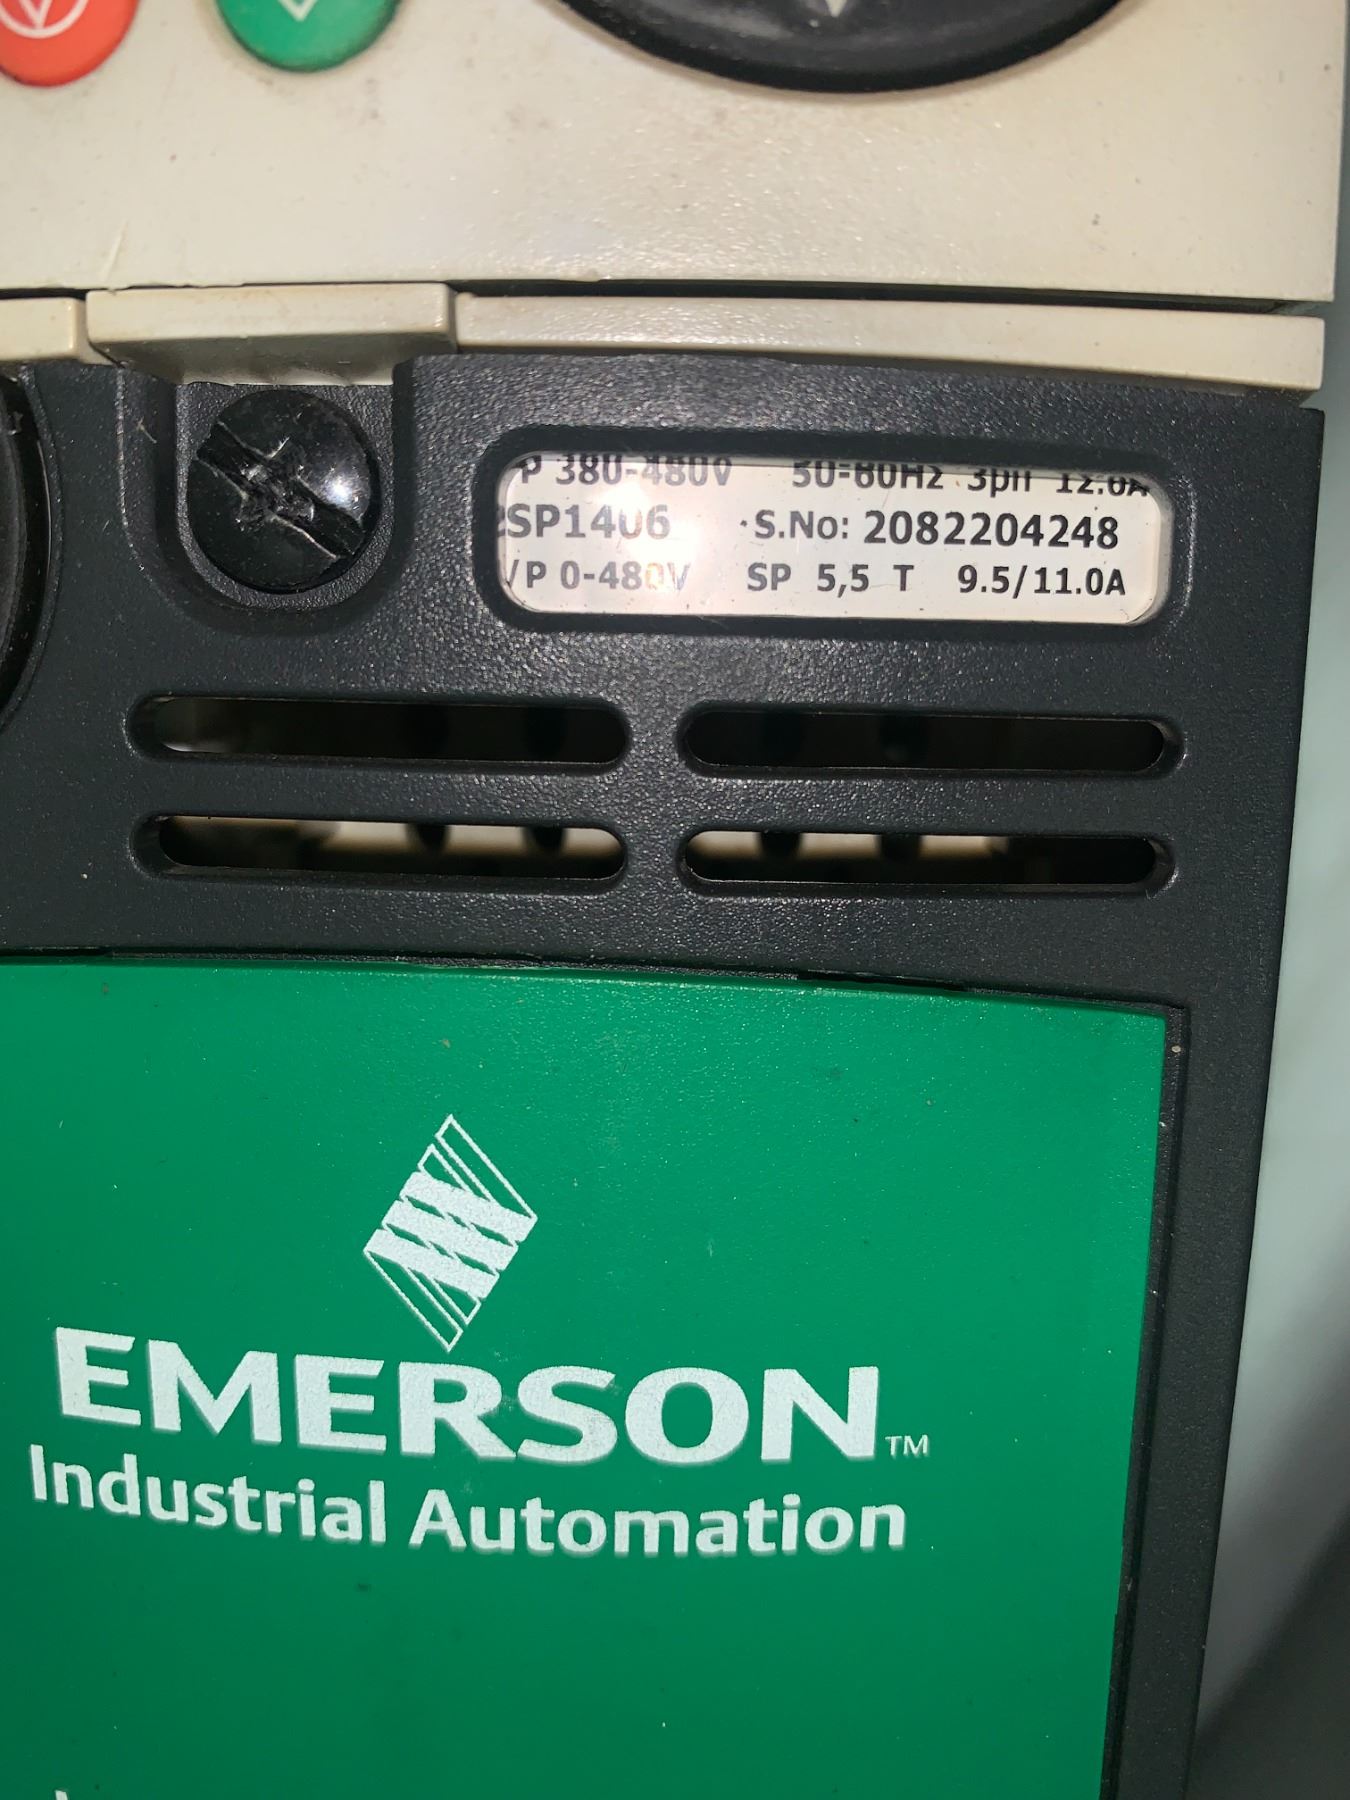 P 380-480V 50-60Hz 3ph 12.0A
SP1406 S.No: 2082204248
/P 0-480V SP 5,5 T 9.5/11.0A
EMERSON™
Industrial Automation